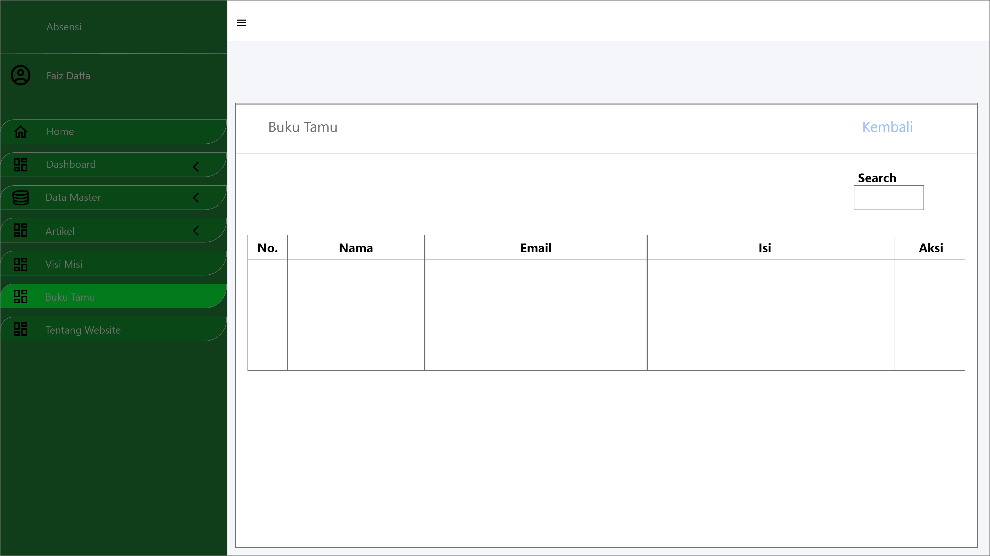 Absensi
Faiz Daffa
Home
Dashboard
Data Master
Artikel
Visi Misi
Buku Tamu
Tentang Website
Buku Tamu
Kembali
Search
No. Nama Email Isi Aksi